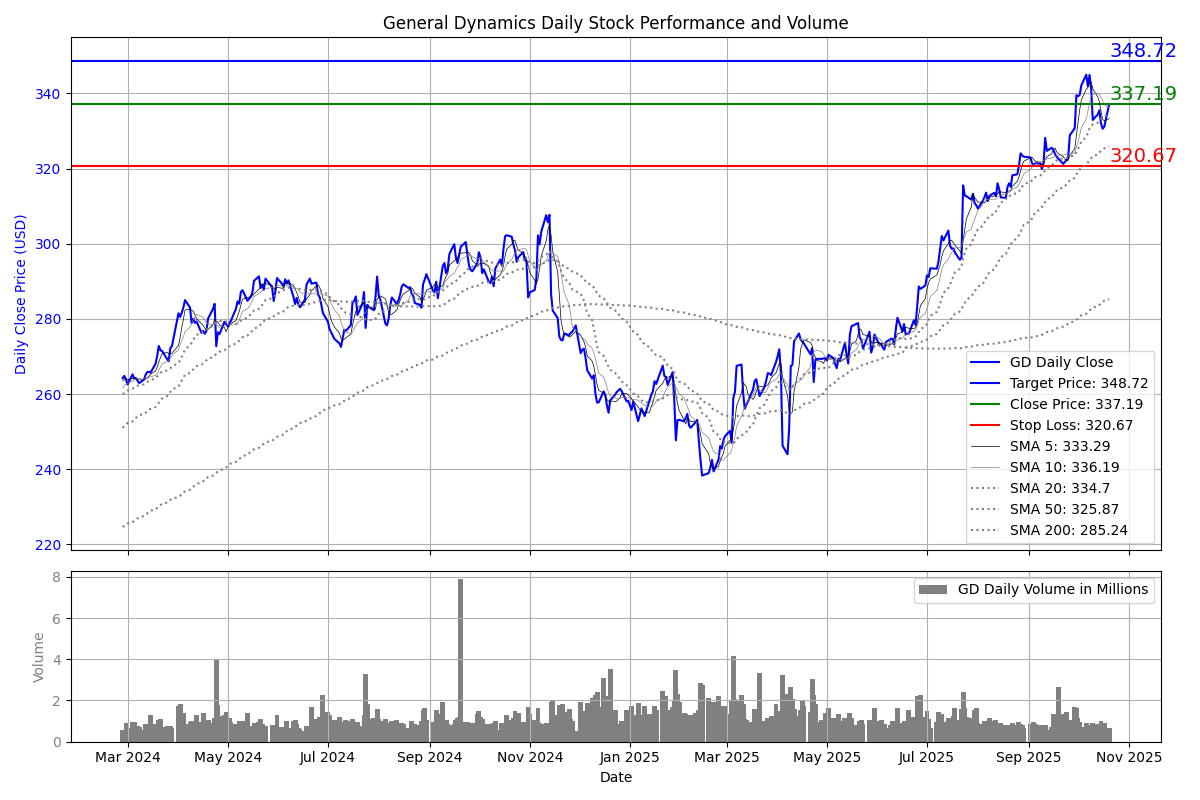 General Dynamics Daily Stock Performance and Volume
348.72
337.19
320.67
Daily Close Price (USD)
340
320
300
280
260
240
220
GD Daily Close
Target Price: 348.72
Close Price: 337.19
Stop Loss: 320.67
SMA 5: 333.29
SMA 10: 336.19
SMA 20: 334.7
SMA 50: 325.87
SMA 200: 285.24
Volume
8
6
4
2
0
GD Daily Volume in Millions
Mar 2024 May 2024 Jul 2024 Sep 2024 Nov 2024 Jan 2025 Mar 2025 May 2025 Jul 2025 Sep 2025 Nov 2025
Date